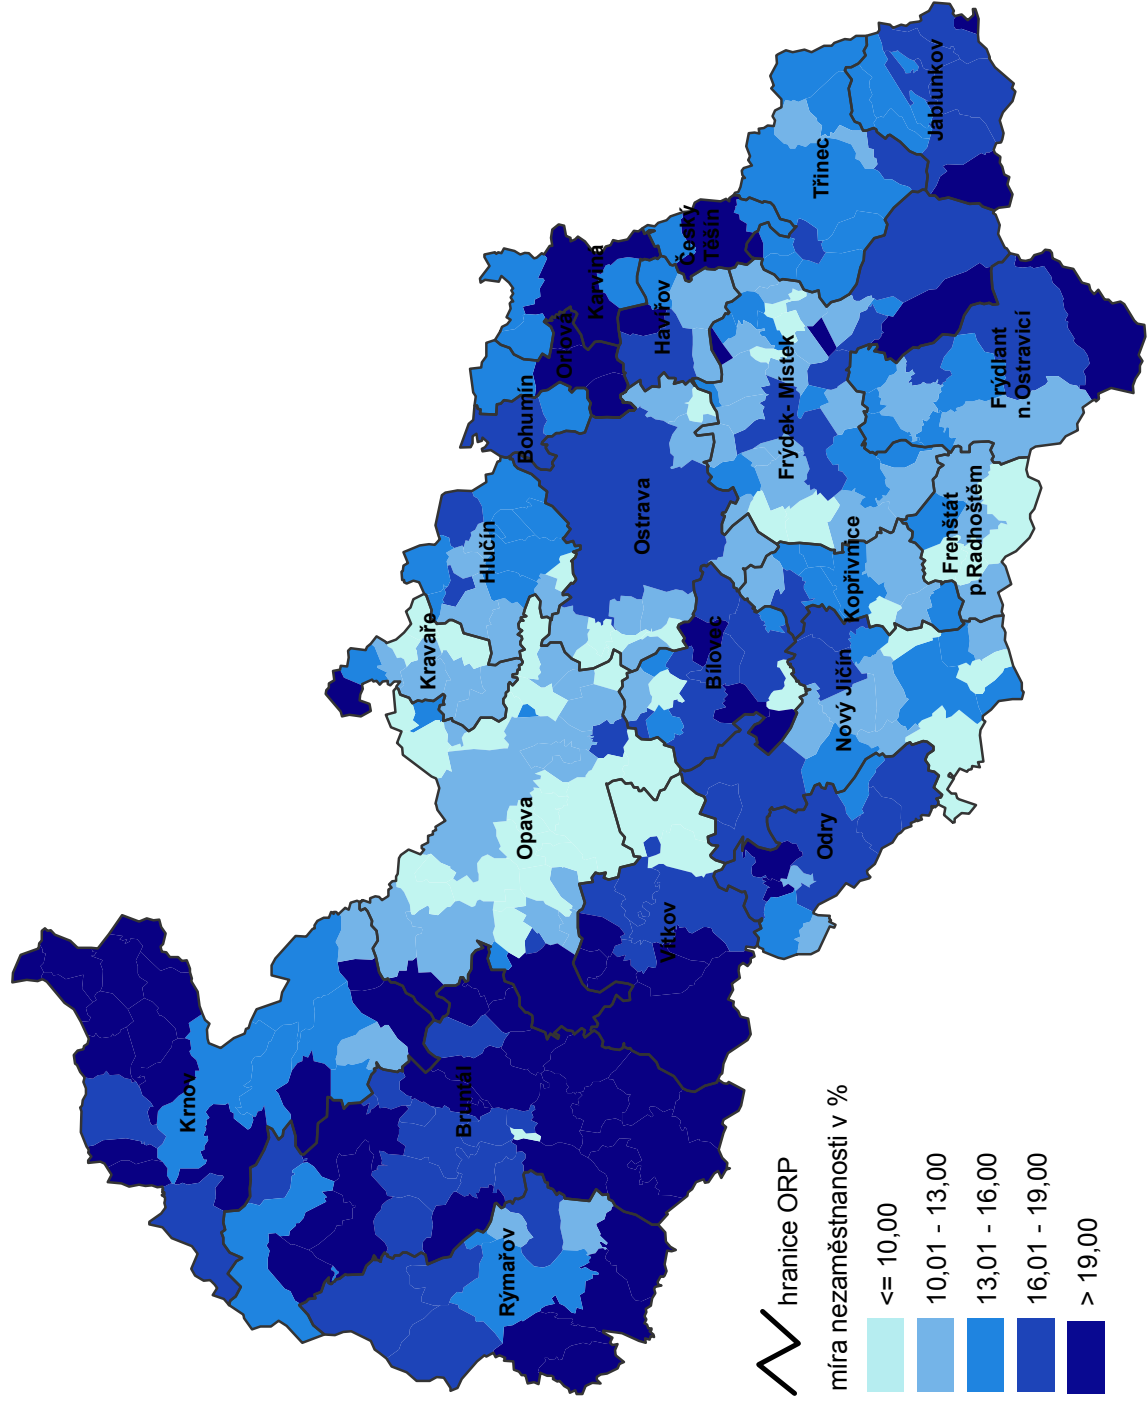 Krnov
Bruntál
Rýmařov
Vítkov
Opava
Kravaře
Hlučín
Bohumín
Orlová
Karviná
Havířov
Český
Těšín
Třinec
Jablunkov
Ostrava
Frýdek- Místek
Frýdlant
n.Ostravicí
Frenštát
p.Radhoštěm
Kopřivnice
Bílovec
Nový Jičín
Odry
hranice ORP
míra nezaměstnanosti v %
<= 10,00
10,01 - 13,00
13,01 - 16,00
16,01 - 19,00
> 19,00